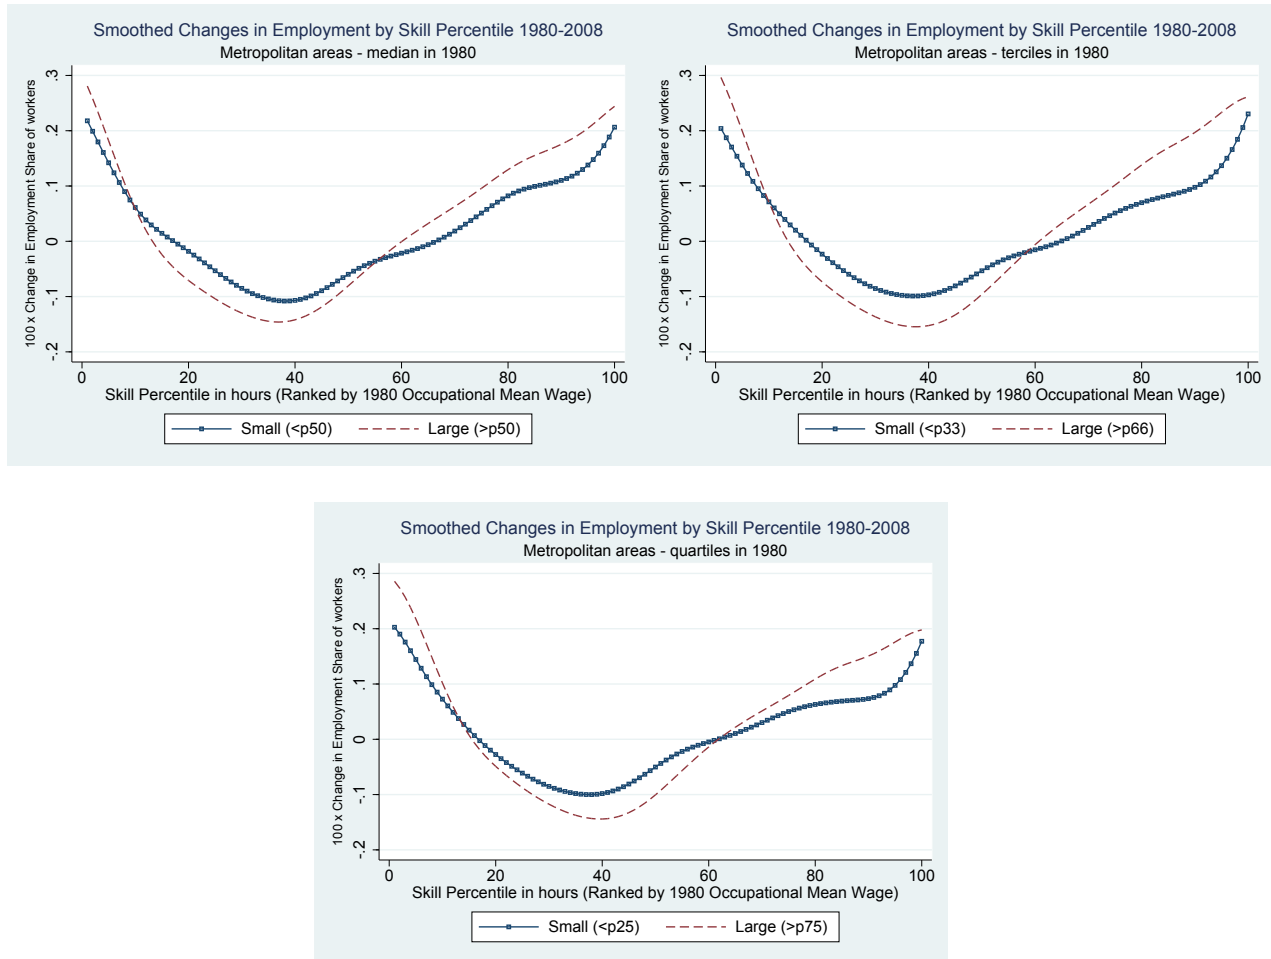 Smoothed Changes in Employment by Skill Percentile 1980-2008
Metropolitan areas - median in 1980
100 x Change in Employment Share of workers
.3
.2
.1
0
-.1
-.2
0 20 40 60 80 100
Skill Percentile in hours (Ranked by 1980 Occupational Mean Wage)
Small (<p50) Large (>p50)
Smoothed Changes in Employment by Skill Percentile 1980-2008
Metropolitan areas - terciles in 1980
100 x Change in Employment Share of workers
.3
.2
.1
0
-.1
-.2
0 20 40 60 80 100
Skill Percentile in hours (Ranked by 1980 Occupational Mean Wage)
Small (<p33) Large (>p66)
Smoothed Changes in Employment by Skill Percentile 1980-2008
Metropolitan areas - quartiles in 1980
100 x Change in Employment Share of workers
.3
.2
.1
0
-.1
-.2
0 20 40 60 80 100
Skill Percentile in hours (Ranked by 1980 Occupational Mean Wage)
Small (<p25) Large (>p75)